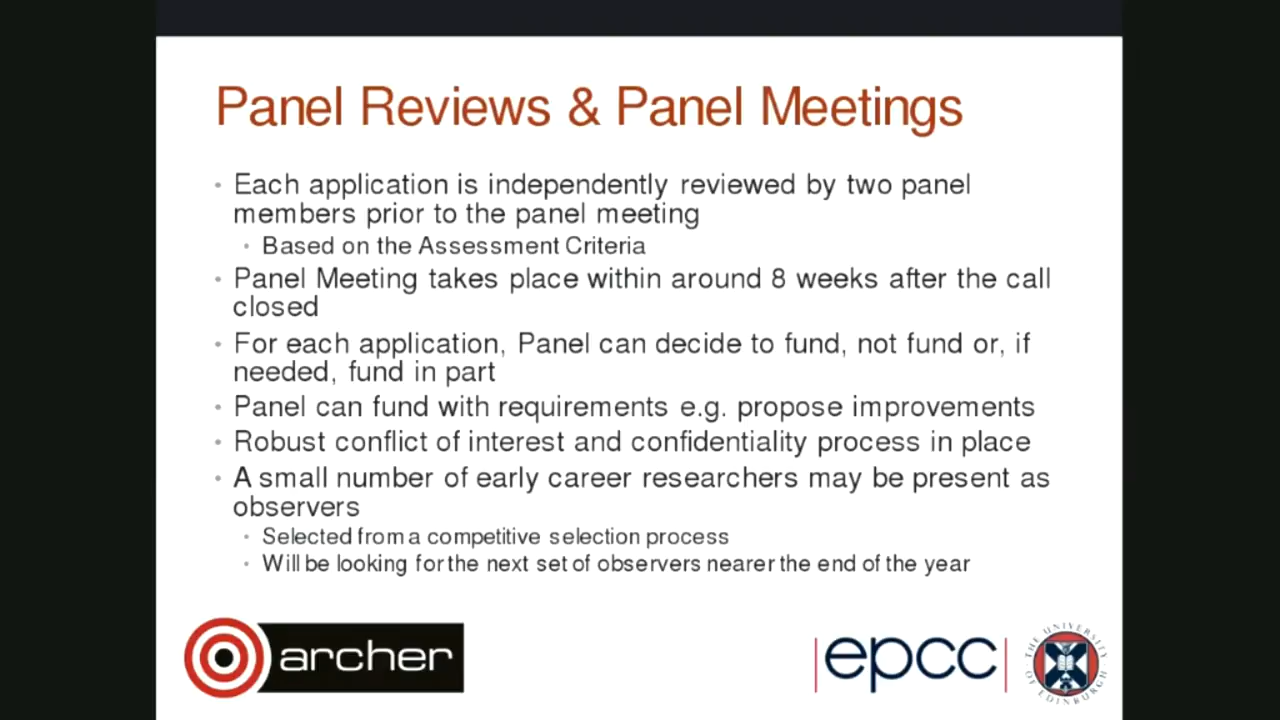 Panel Reviews & Panel Meetings
• Each application is independently reviewed by two panel
members prior to the panel meeting
• Based on the Assessment Criteria
• Panel Meeting takes place within around 8 weeks after the call
closed
• For each application, Panel can decide to fund, not fund or, if
needed, fund in part
• Panel can fund with requirements e.g. propose improvements
• Robust conflict of interest and confidentiality process in place
• A small number of early career researchers may be present as
observers
• Selected from a competitive selection process
• Will be looking for the next set of observers nearer the end of the year
archer
epcc
THE UNIVERSITY
OF EDINBURGH